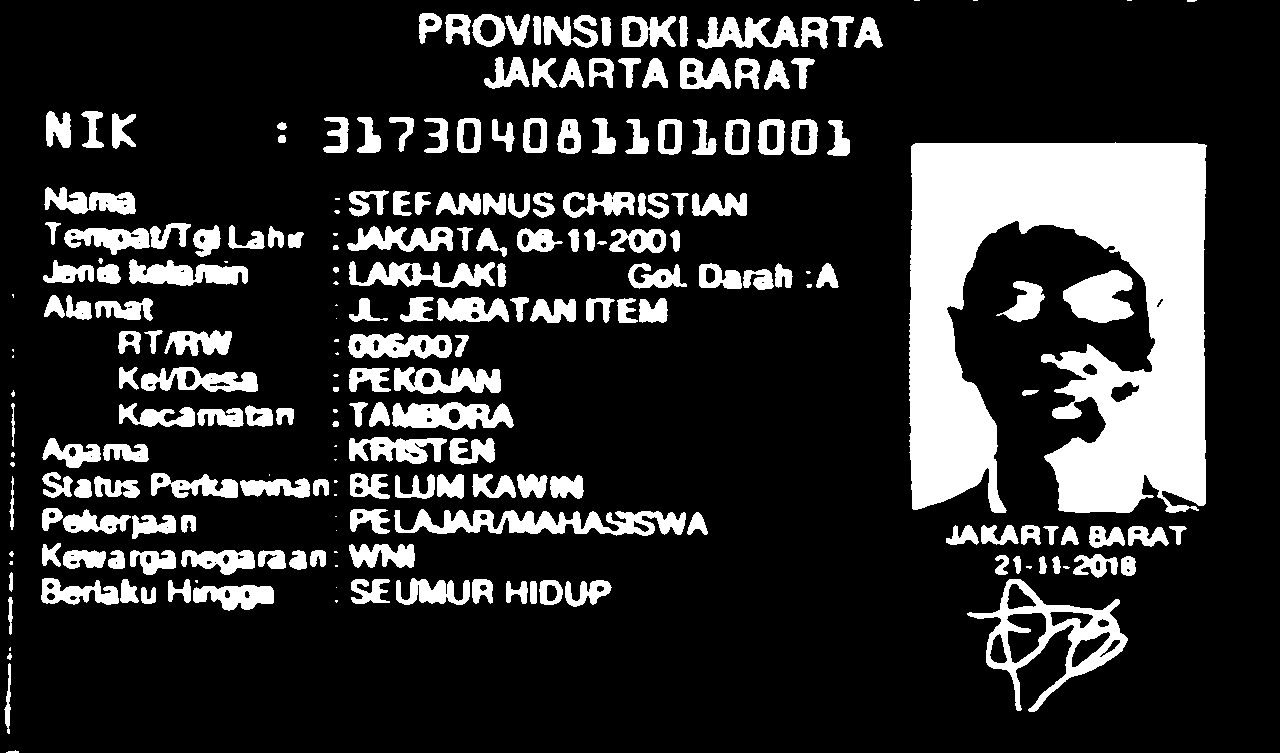 PROVINSI DKI JAKARTA
JAKARTA BARAT
NIK : 3173040811010001
Nama : STEFANNUS CHRISTIAN
Tempat/Tgl Lahir : JAKARTA, 08-11-2001
Jenis kelamin : LAKI-LAKI Gol. Darah : A
Alamat : JL. JEMBATAN ITEM
RT/RW : 006/007
Kel/Desa : PEKOJAN
Kecamatan : TAMBORA
Agama : KRISTEN
Status Perkawinan: BELUM KAWIN
Pekerjaan : PELAJAR/MAHASISWA
Kewarganegaraan: WNI
Berlaku Hingga : SEUMUR HIDUP
JAKARTA BARAT
21-11-2018